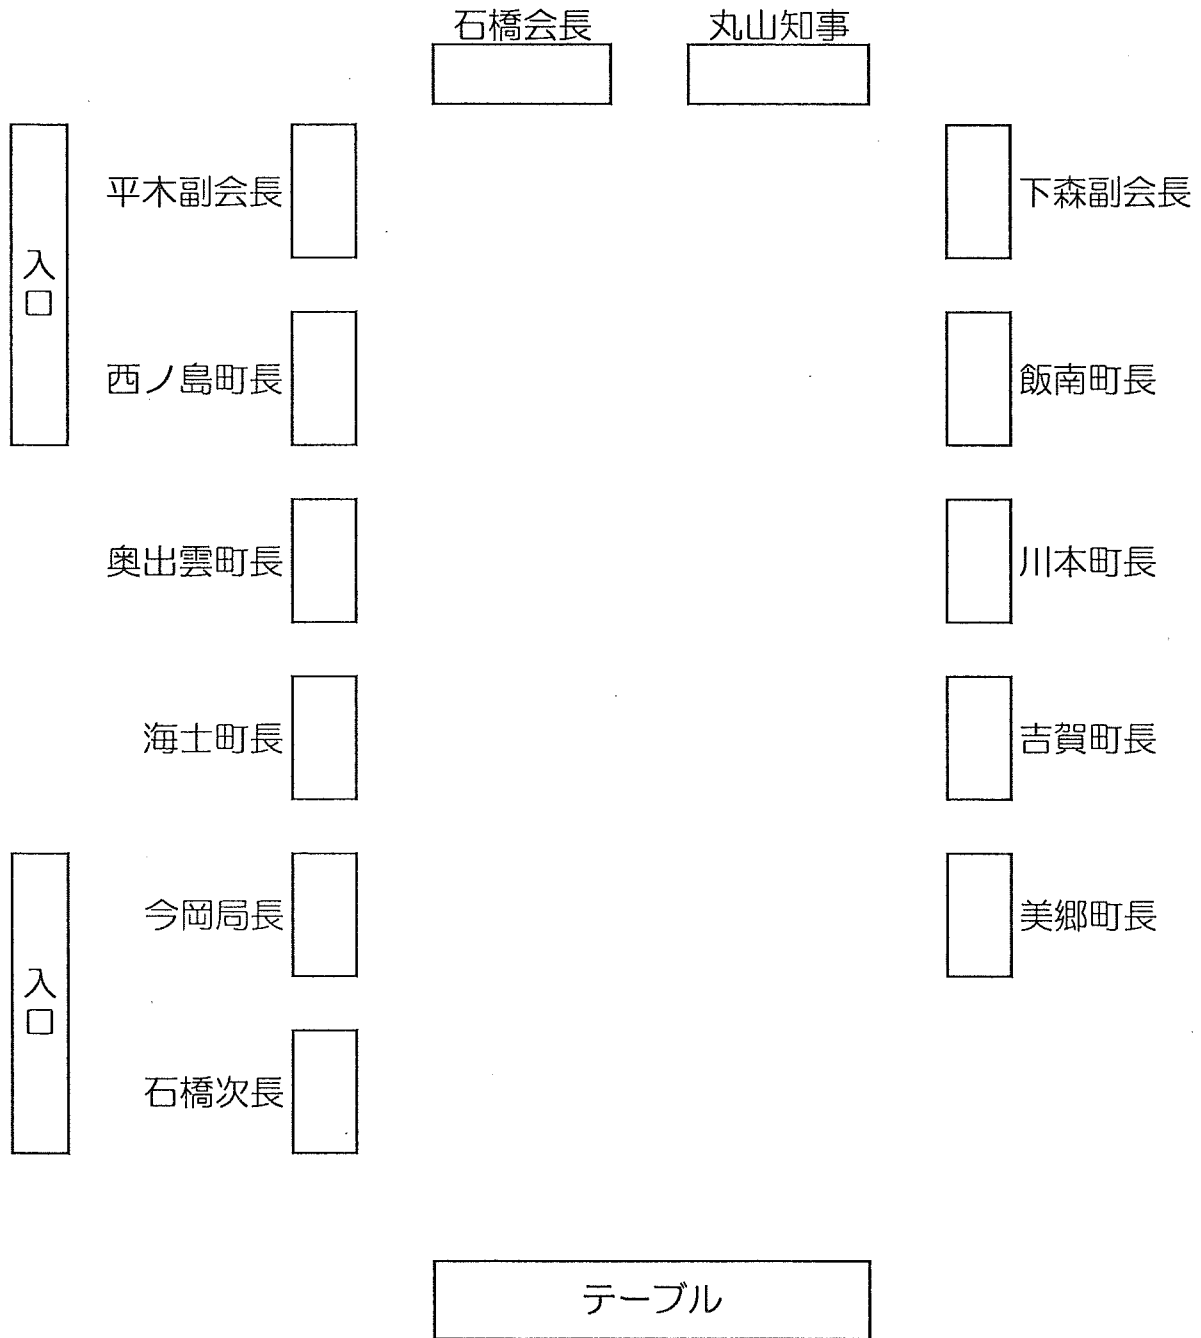 石橋会長
丸山知事
平木副会長
下森副会長
入口
西ノ島町長
飯南町長
奥出雲町長
川本町長
海士町長
吉賀町長
今岡局長
美郷町長
入口
石橋次長
テーブル